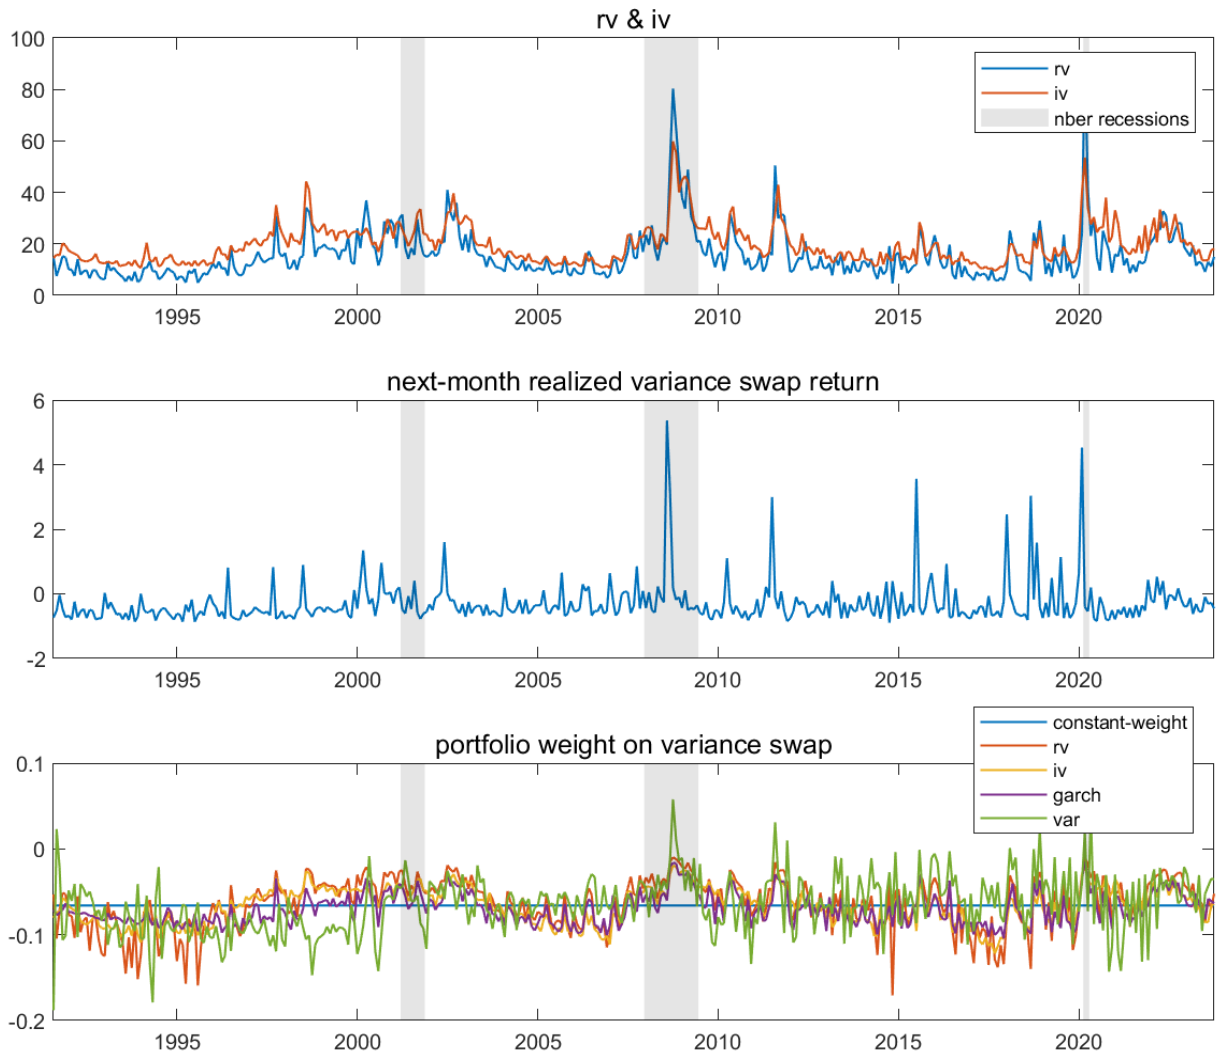 rv & iv
100
80
60
40
20
0
rv
iv
nber recessions
1995 2000 2005 2010 2015 2020
next-month realized variance swap return
6
4
2
0
-2
1995 2000 2005 2010 2015 2020
portfolio weight on variance swap
0.1
0
-0.1
-0.2
constant-weight
rv
iv
garch
var
1995 2000 2005 2010 2015 2020